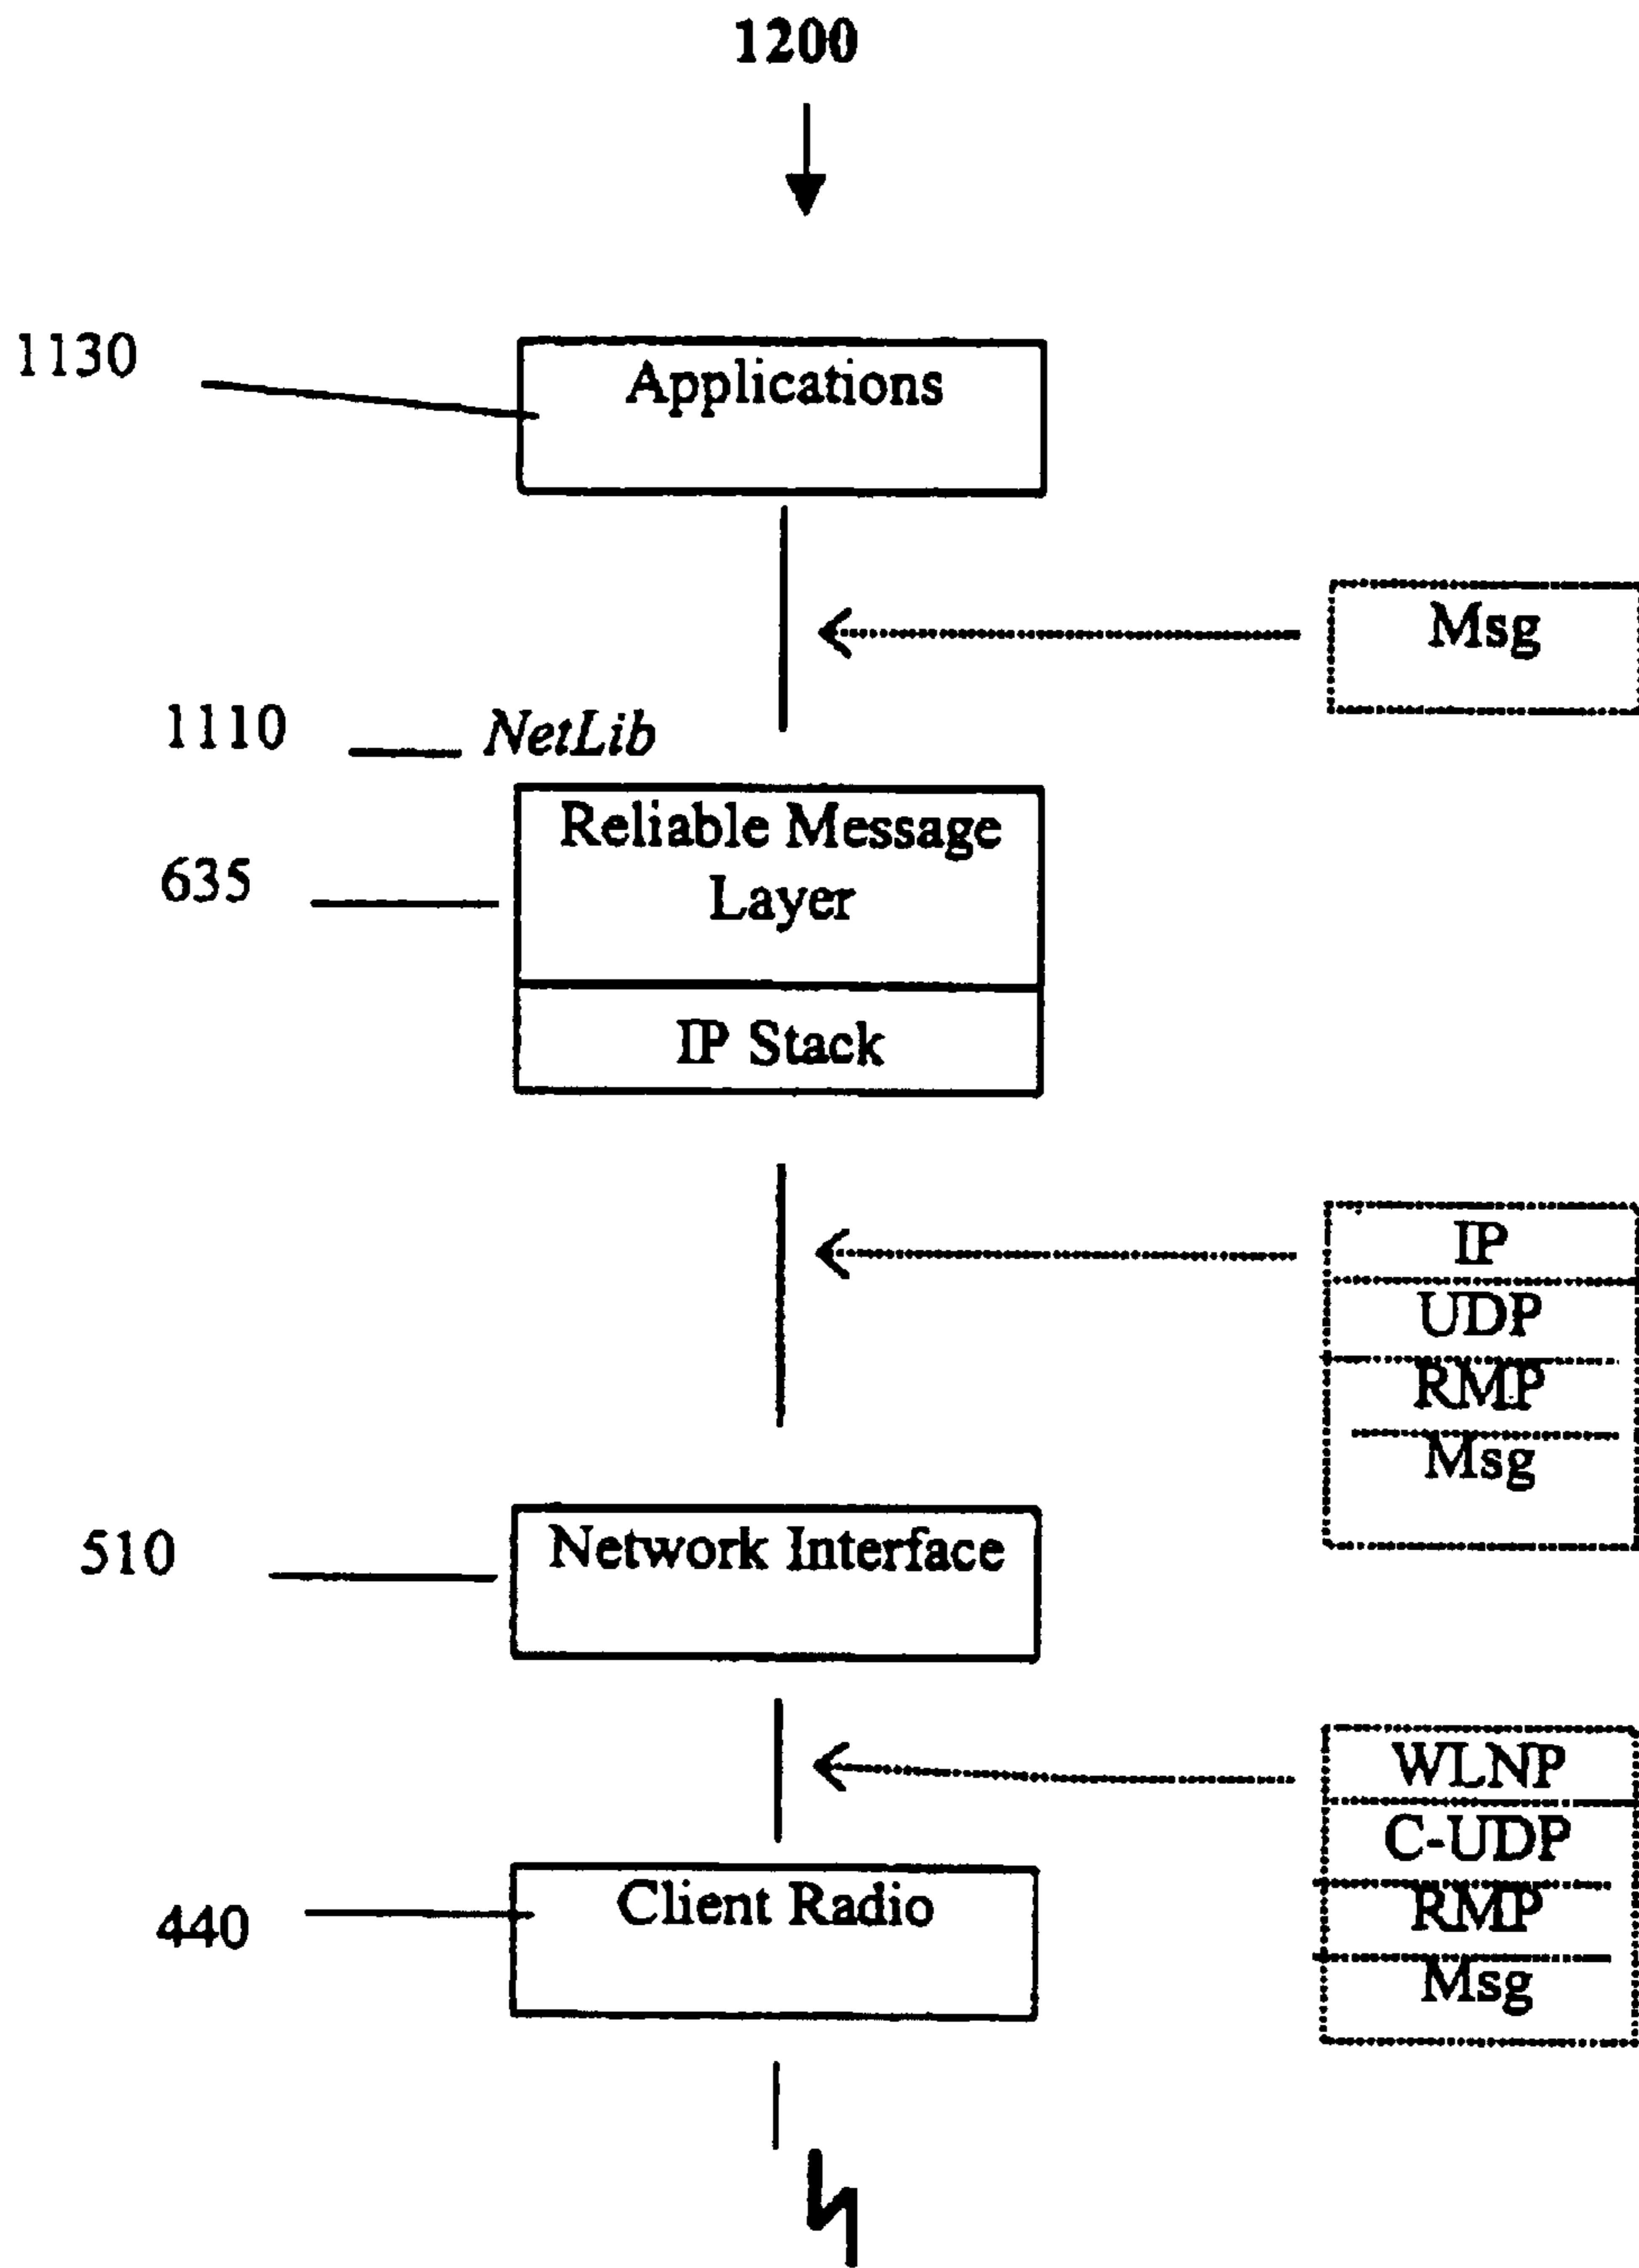 1200
1130
Applications
Msg
1110
NetLib
635
Reliable Message
Layer
IP Stack
IP
UDP
RMP
Msg
510
Network Interface
WLNP
C-UDP
RMP
Msg
440
Client Radio